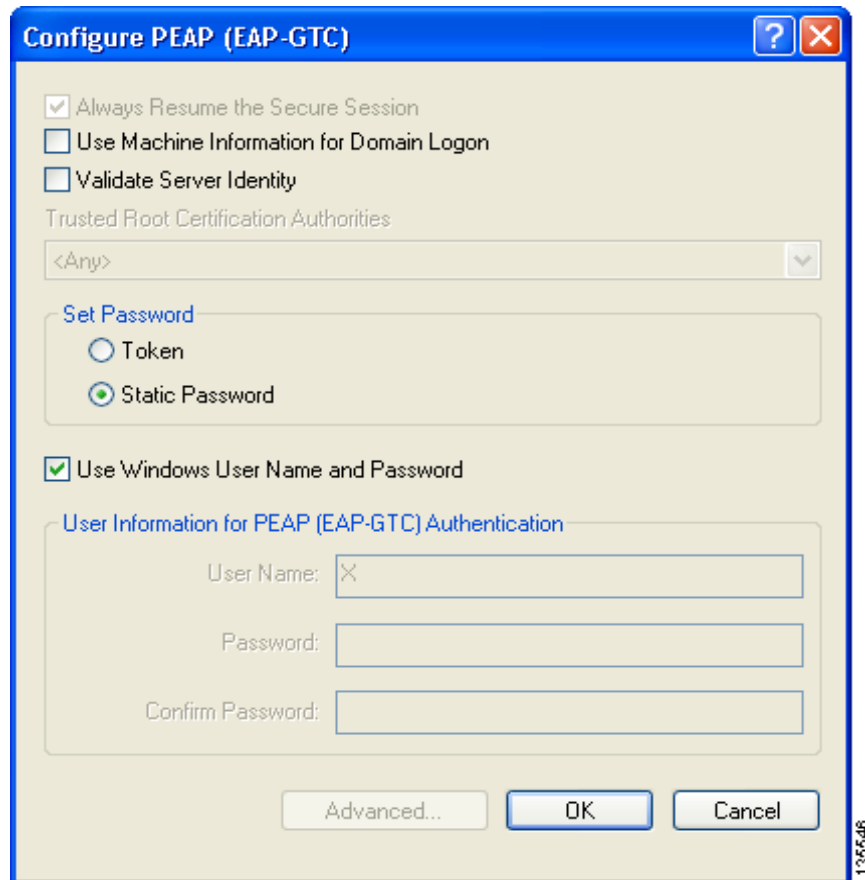 Configure PEAP (EAP-GTC)
Always Resume the Secure Session
Use Machine Information for Domain Logon
Validate Server Identity
Trusted Root Certification Authorities
<Any>
Set Password
Token
Static Password
Use Windows User Name and Password
User Information for PEAP (EAP-GTC) Authentication
User Name: X
Password:
Confirm Password:
Advanced... OK Cancel
135546